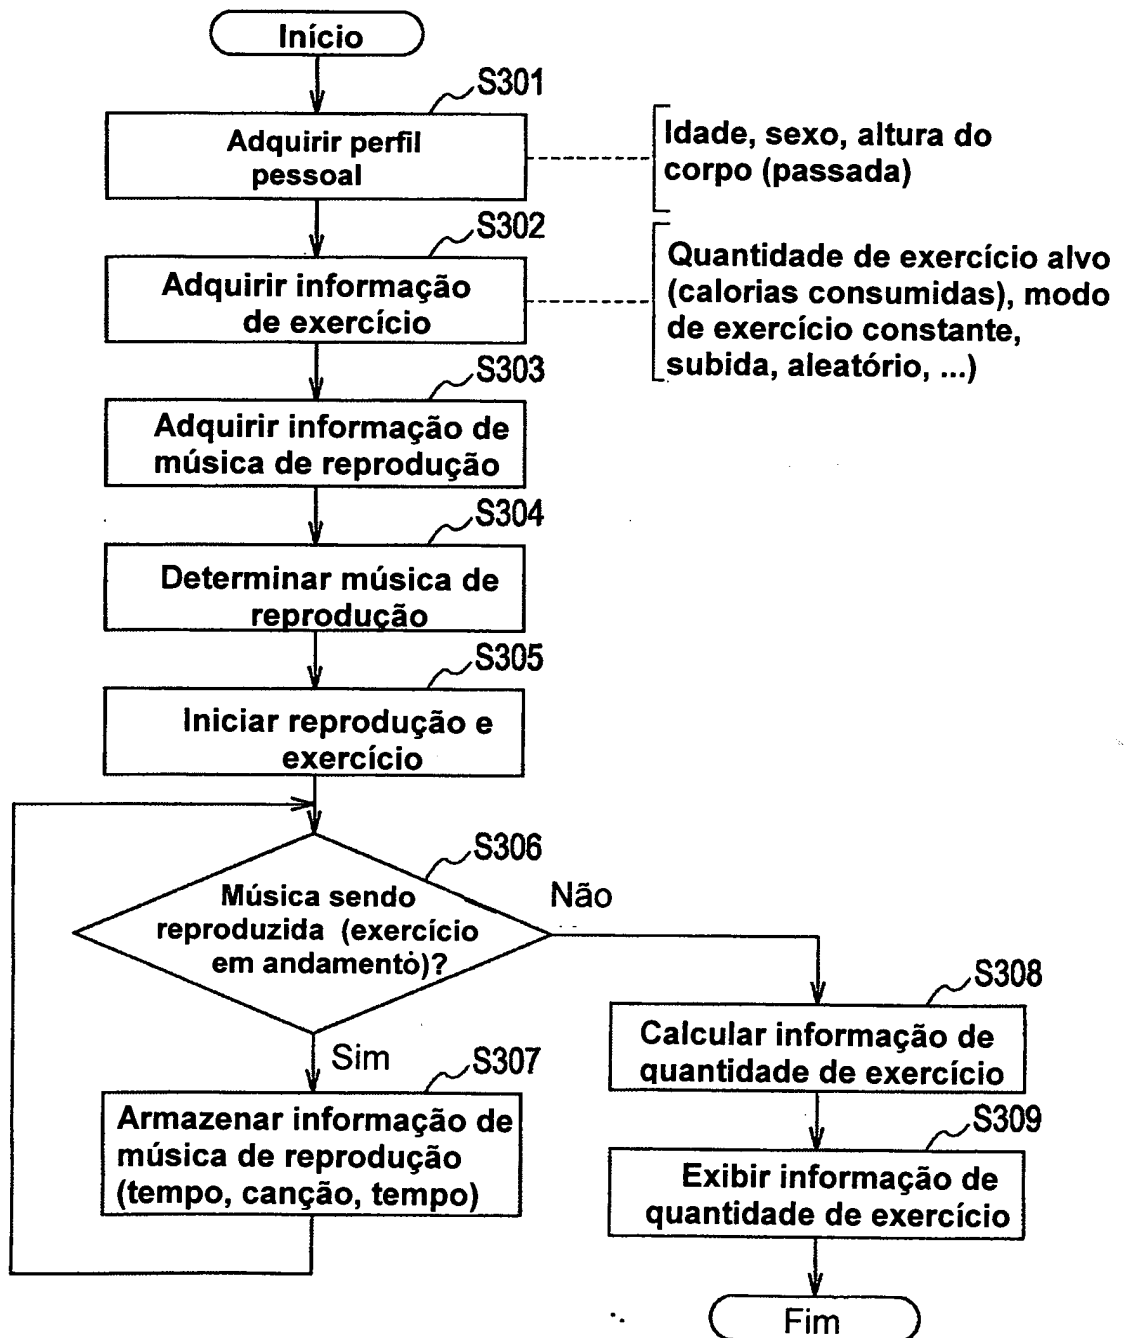 Início
S301
Adquirir perfil
pessoal
Idade, sexo, altura do
corpo (passada)
S302
Adquirir informação
de exercício
Quantidade de exercício alvo
(calorias consumidas), modo
de exercício constante,
subida, aleatório, ...)
S303
Adquirir informação de
música de reprodução
S304
Determinar música de
reprodução
S305
Iniciar reprodução e
exercício
S306
Música sendo
reproduzida (exercício
em andamento)?
Não
Sim
S307
Armazenar informação de
música de reprodução
(tempo, canção, tempo)
S308
Calcular informação de
quantidade de exercício
S309
Exibir informação de
quantidade de exercício
Fim